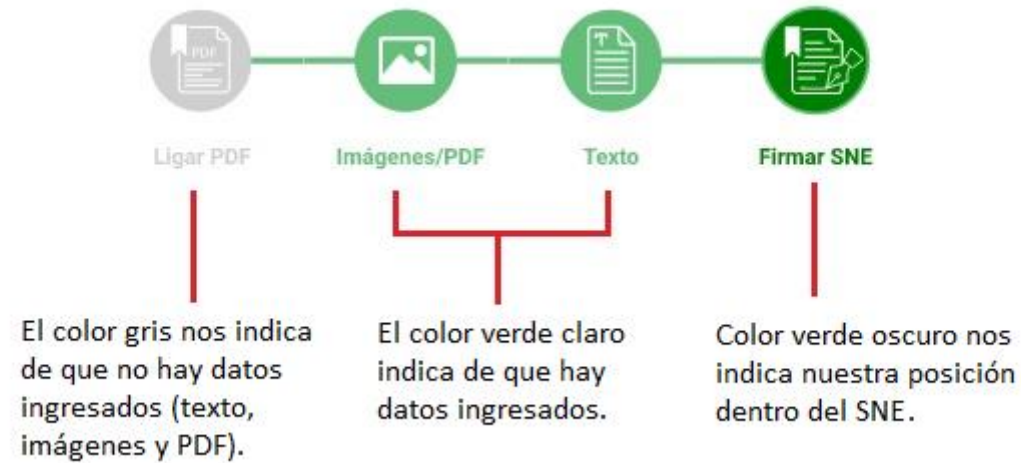 PDF
T
Ligar PDF
Imágenes/PDF
Texto
Firmar SNE
El color gris nos indica
de que no hay datos
ingresados (texto,
imágenes y PDF).
El color verde claro
indica de que hay
datos ingresados.
Color verde oscuro nos
indica nuestra posición
dentro del SNE.